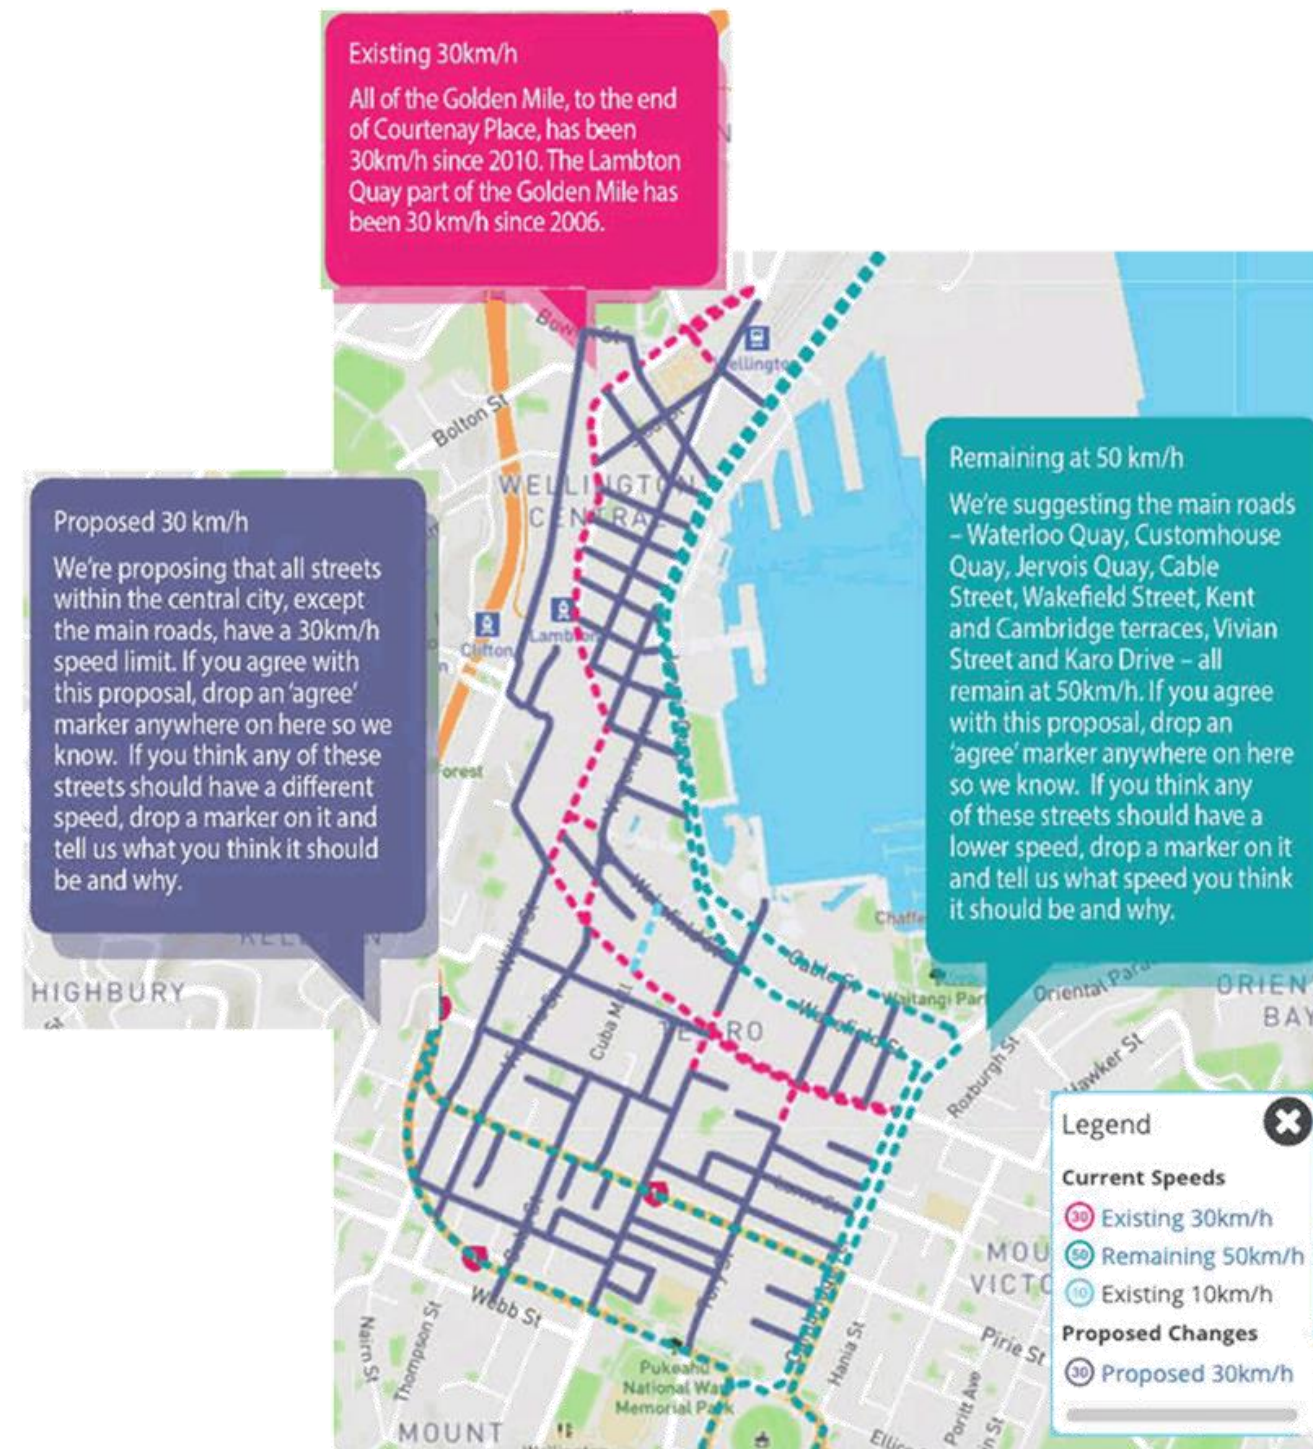 Existing 30km/h
All of the Golden Mile, to the end
of Courtenay Place, has been
30km/h since 2010. The Lambton
Quay part of the Golden Mile has
been 30 km/h since 2006.
Bolton St
WELLINGTON
CENTRAL
Clifton
Proposed 30 km/h
We're proposing that all streets
within the central city, except
the main roads, have a 30km/h
speed limit. If you agree with
this proposal, drop an 'agree'
marker anywhere on here so we
know. If you think any of these
streets should have a different
speed, drop a marker on it and
tell us what you think it should
be and why.
Remaining at 50 km/h
We're suggesting the main roads
– Waterloo Quay, Customhouse
Quay, Jervois Quay, Cable
Street, Wakefield Street, Kent
and Cambridge terraces, Vivian
Street and Karo Drive – all
remain at 50km/h. If you agree
with this proposal, drop an
'agree' marker anywhere on here
so we know. If you think any
of these streets should have a
lower speed, drop a marker on it
and tell us what speed you think
it should be and why.
HIGHBURY
Wakefield St
Cable St
Wakefield St
Cuba Mall
Oriental
Roxburgh St
Hawker St
BAY
Webb St
Nairn St
Thompson St
Hania St
Pirie St
Poritt Ave
Pukeahu
National War
Memorial Park
MOUNT
Legend
Current Speeds
30 Existing 30km/h
50 Remaining 50km/h
10 Existing 10km/h
Proposed Changes
30 Proposed 30km/h